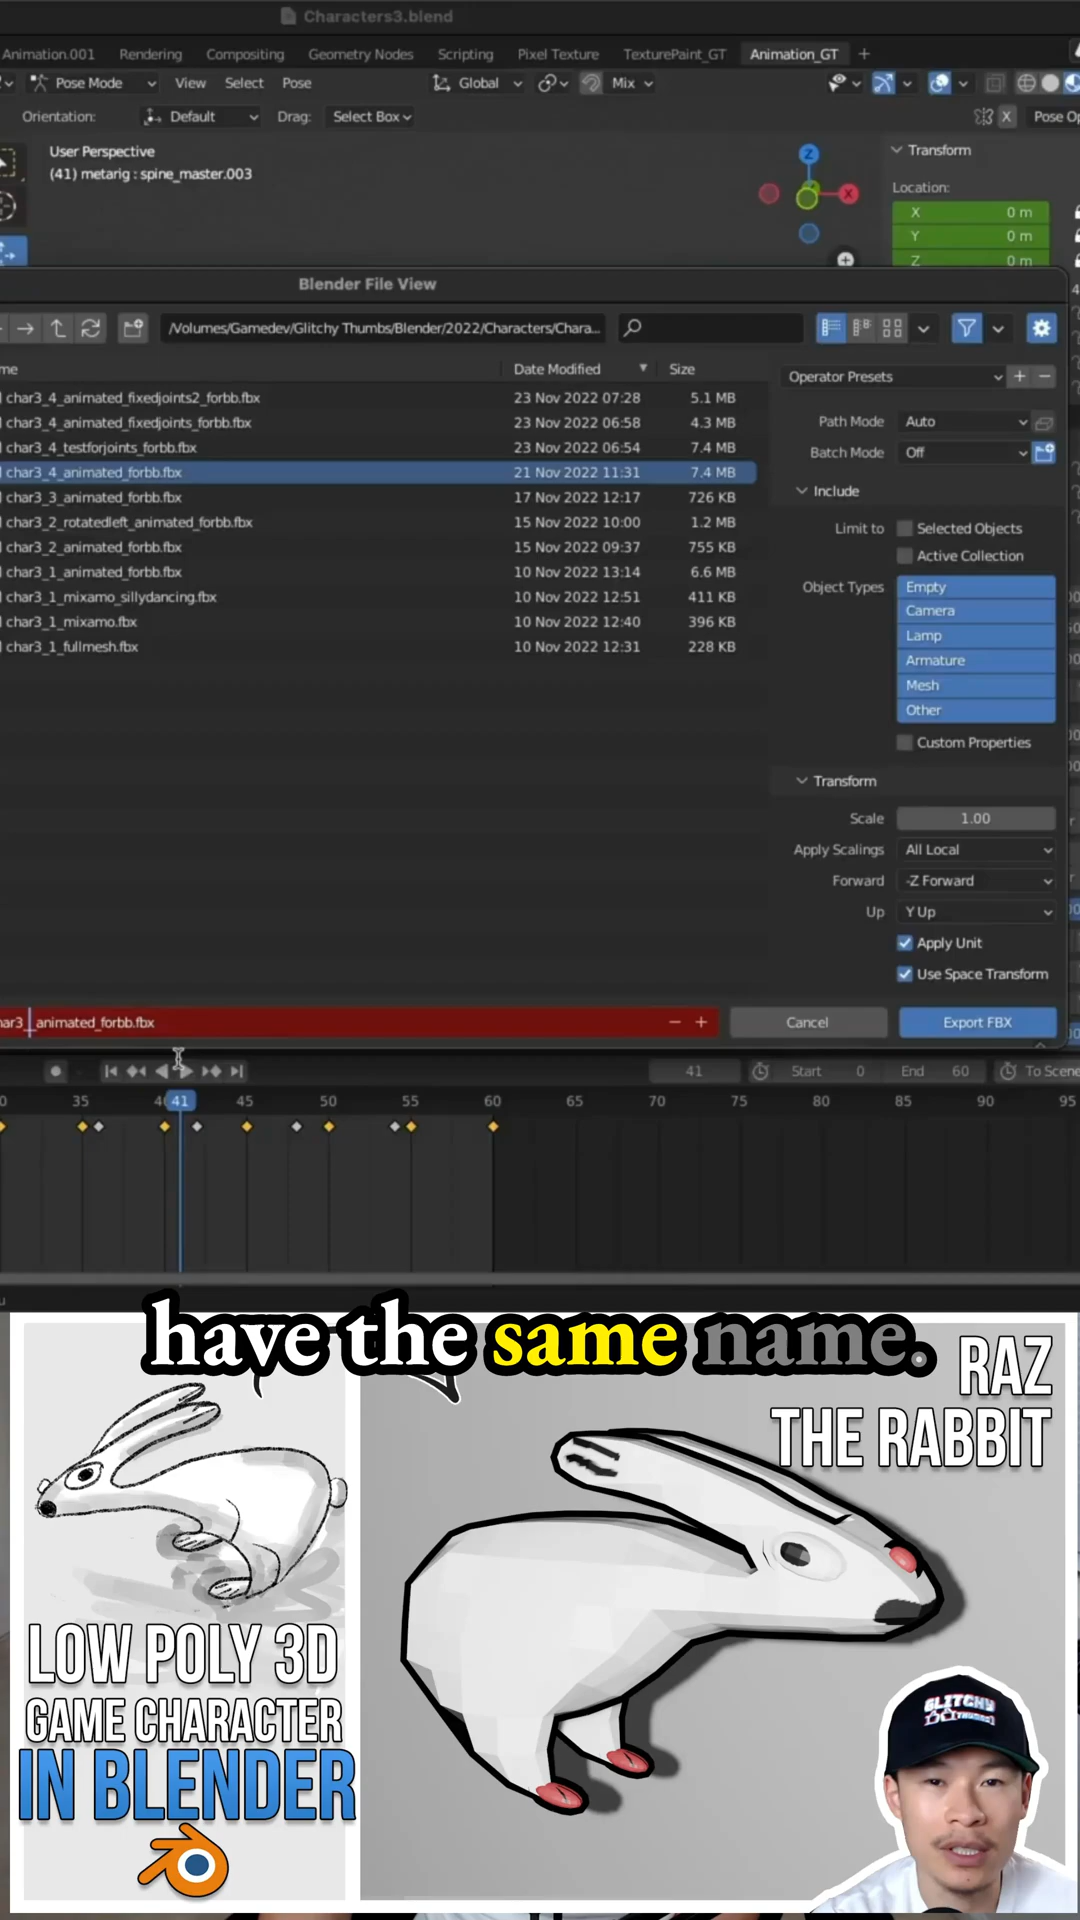 Characters3.blend
Animation.001 Rendering Compositing Geometry Nodes Scripting Pixel Texture TexturePaint_GT Animation_GT +
Pose Mode View Select Pose Global Mix
Orientation: Default Drag: Select Box X Pose Op
User Perspective
(41) metarig : spine_master.003
Z
X
Transform
Location:
X 0 m
Y 0 m
Z 0 m
Blender File View
/Volumes/Gamedev/Glitchy Thumbs/Blender/2022/Characters/Chara...
me Date Modified Size
char3_4_animated_fixedjoints2_forbb.fbx 23 Nov 2022 07:28 5.1 MB
char3_4_animated_fixedjoints_forbb.fbx 23 Nov 2022 06:58 4.3 MB
char3_4_testforjoints_forbb.fbx 23 Nov 2022 06:54 7.4 MB
char3_4_animated_forbb.fbx 21 Nov 2022 11:31 7.4 MB
char3_3_animated_forbb.fbx 17 Nov 2022 12:17 726 KB
char3_2_rotatedleft_animated_forbb.fbx 15 Nov 2022 10:00 1.2 MB
char3_2_animated_forbb.fbx 15 Nov 2022 09:37 755 KB
char3_1_animated_forbb.fbx 10 Nov 2022 13:14 6.6 MB
char3_1_mixamo_sillydancing.fbx 10 Nov 2022 12:51 411 KB
char3_1_mixamo.fbx 10 Nov 2022 12:40 396 KB
char3_1_fullmesh.fbx 10 Nov 2022 12:31 228 KB
Operator Presets + −
Path Mode Auto
Batch Mode Off
Include
Limit to Selected Objects
Active Collection
Object Types Empty
Camera
Lamp
Armature
Mesh
Other
Custom Properties
Transform
Scale 1.00
Apply Scalings All Local
Forward -Z Forward
Up Y Up
Apply Unit
Use Space Transform
har3_ _animated_forbb.fbx − + Cancel Export FBX
41 Start 0 End 60 To Scene
0 35 4 41 45 50 55 60 65 70 75 80 85 90 95
have the same name.
RAZ
THE RABBIT
LOW POLY 3D
GAME CHARACTER
IN BLENDER
GLITCHY